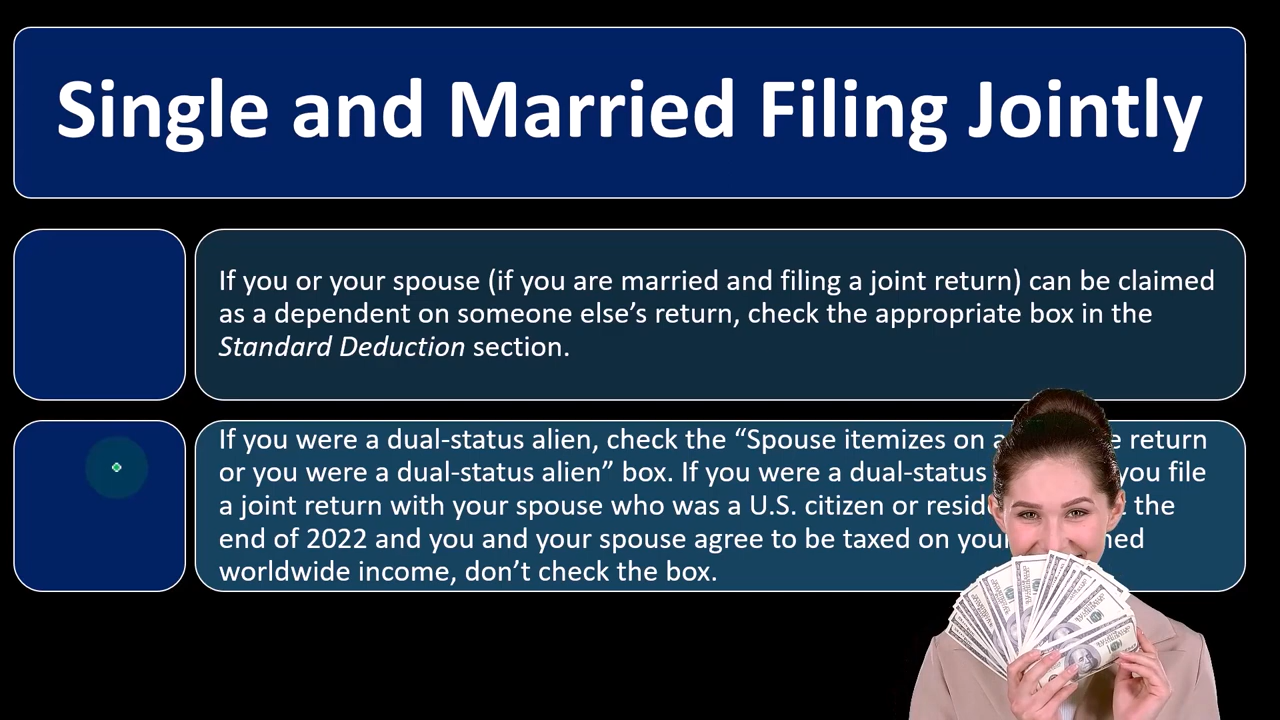 Single and Married Filing Jointly
If you or your spouse (if you are married and filing a joint return) can be claimed
as a dependent on someone else’s return, check the appropriate box in the
Standard Deduction section.
If you were a dual-status alien, check the “Spouse itemizes on a return
or you were a dual-status alien” box. If you were a dual-status you file
a joint return with your spouse who was a U.S. citizen or the
end of 2022 and you and your spouse agree to be taxed on
worldwide income, don’t check the box.